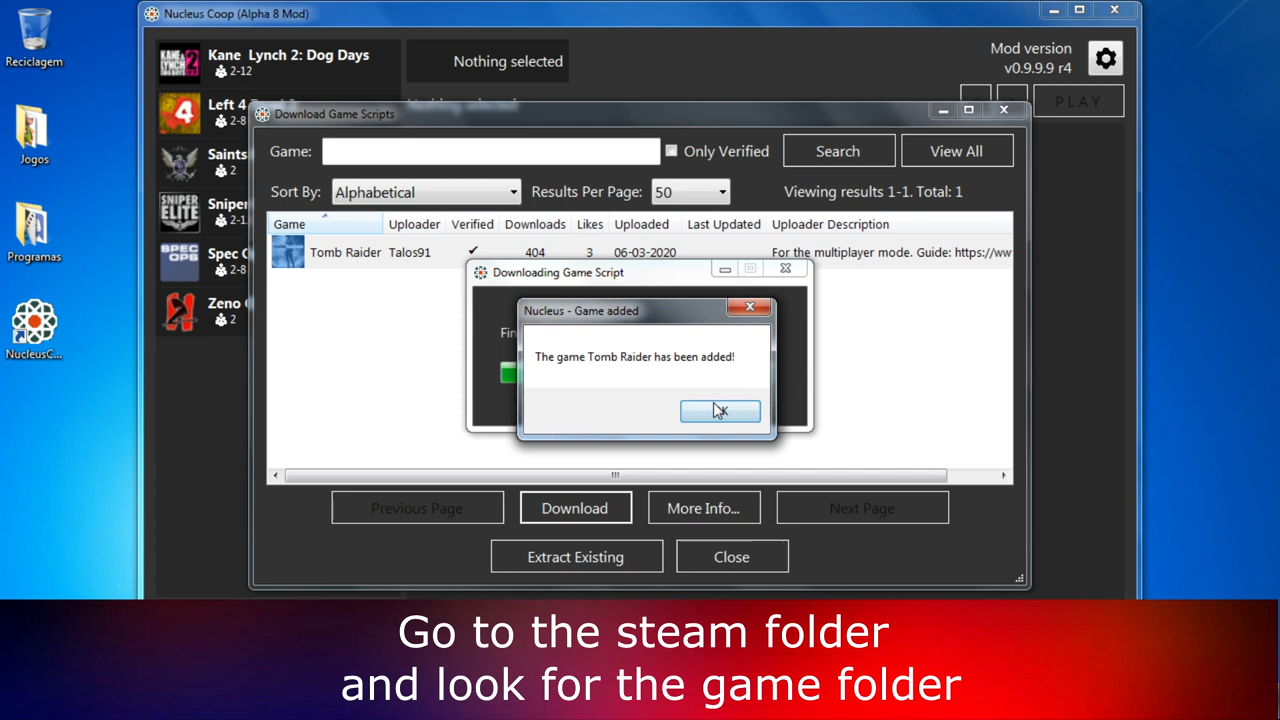 Nucleus Coop (Alpha 8 Mod)
Reciclagem
Jogos
Programas
NucleusC...
Kane Lynch 2: Dog Days
2-12
Left 4
2-8
Saints
2
Sniper
Spec
2-8
Zeno
2
Nothing selected
Mod version
v0.9.9.9 r4
PLAY
Download Game Scripts
Game:
Only Verified
Search
View All
Sort By:
Alphabetical
Results Per Page:
50
Viewing results 1-1. Total: 1
Game Uploader Verified Downloads Likes Uploaded Last Updated Uploader Description
Tomb Raider Talos91 ✔ 404 3 06-03-2020 For the multiplayer mode. Guide: https://ww
Downloading Game Script
Nucleus - Game added
The game Tomb Raider has been added!
Previous Page
Download
More Info...
Next Page
Extract Existing
Close
Go to the steam folder
and look for the game folder